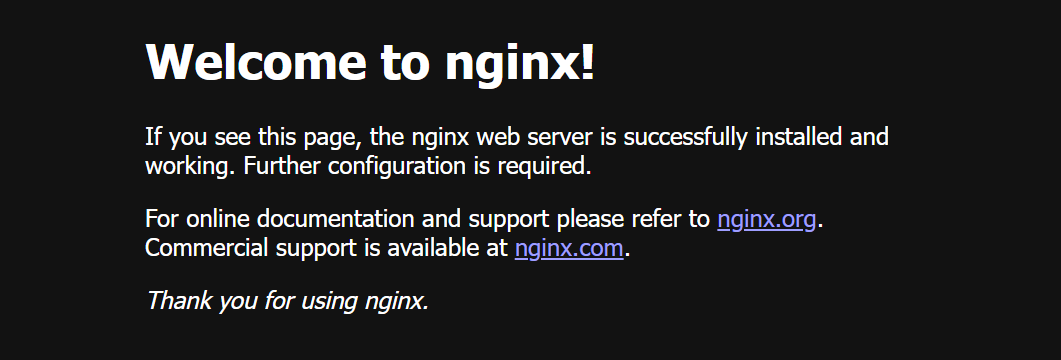 Welcome to nginx!
If you see this page, the nginx web server is successfully installed and
working. Further configuration is required.
For online documentation and support please refer to nginx.org.
Commercial support is available at nginx.com.
Thank you for using nginx.